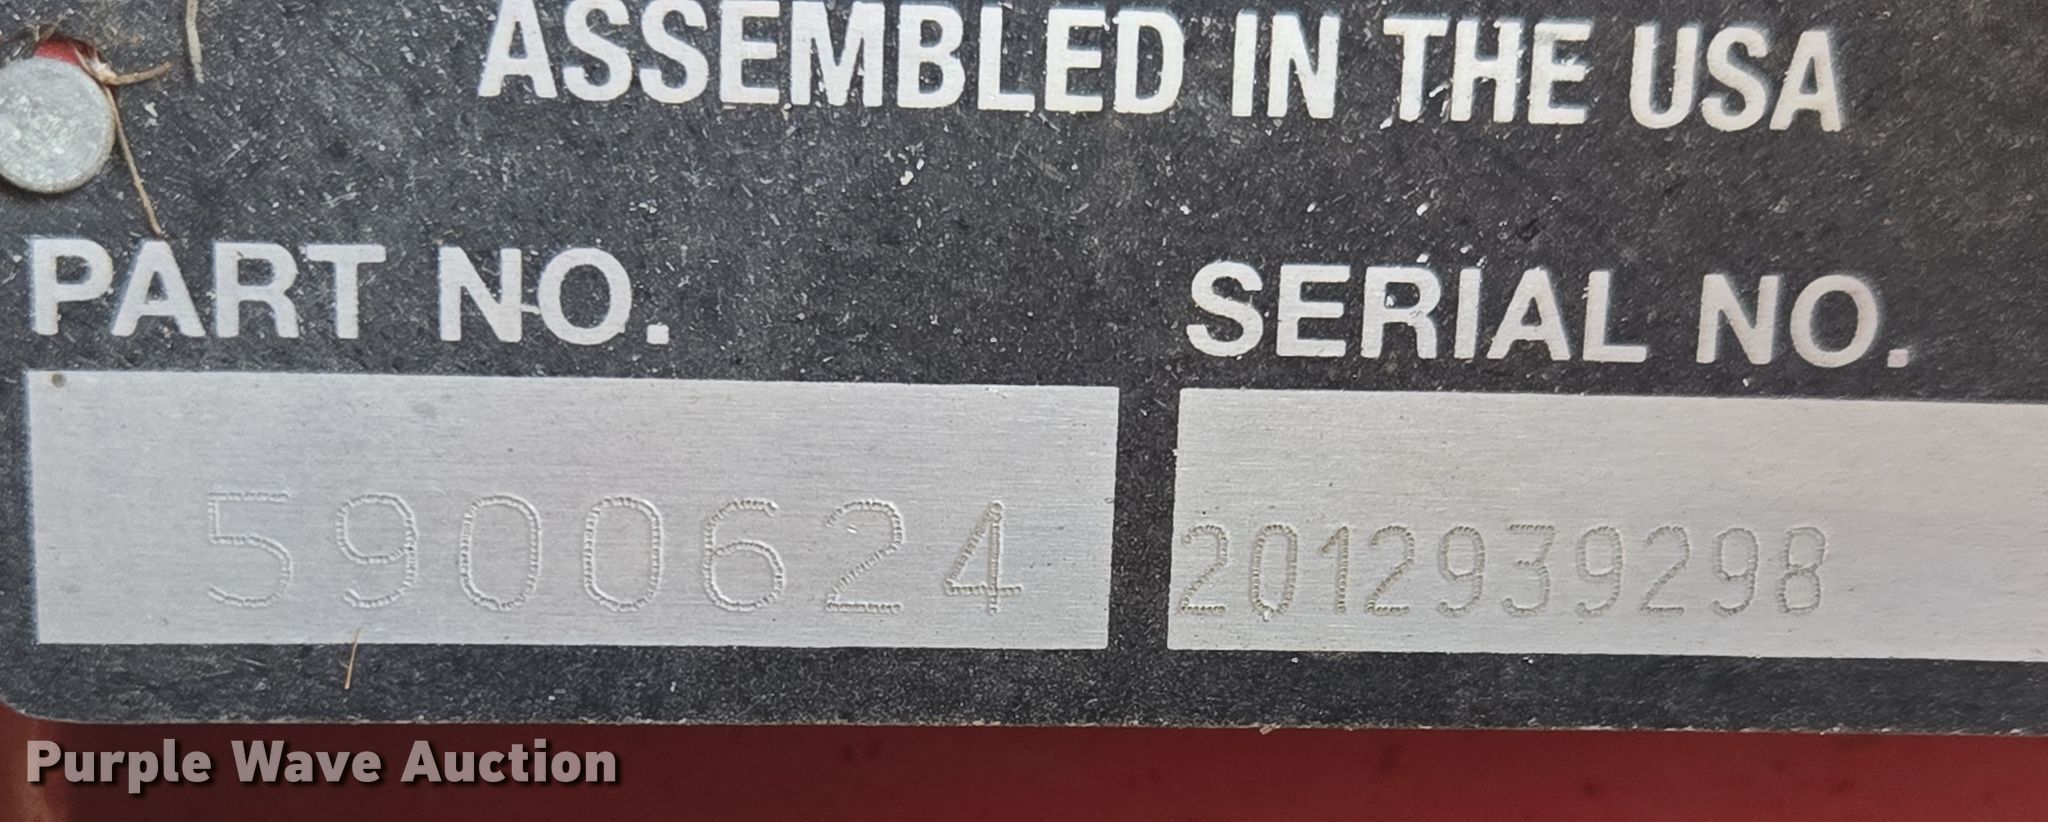 ASSEMBLED IN THE USA
PART NO. SERIAL NO.
5900624 2012939298
Purple Wave Auction